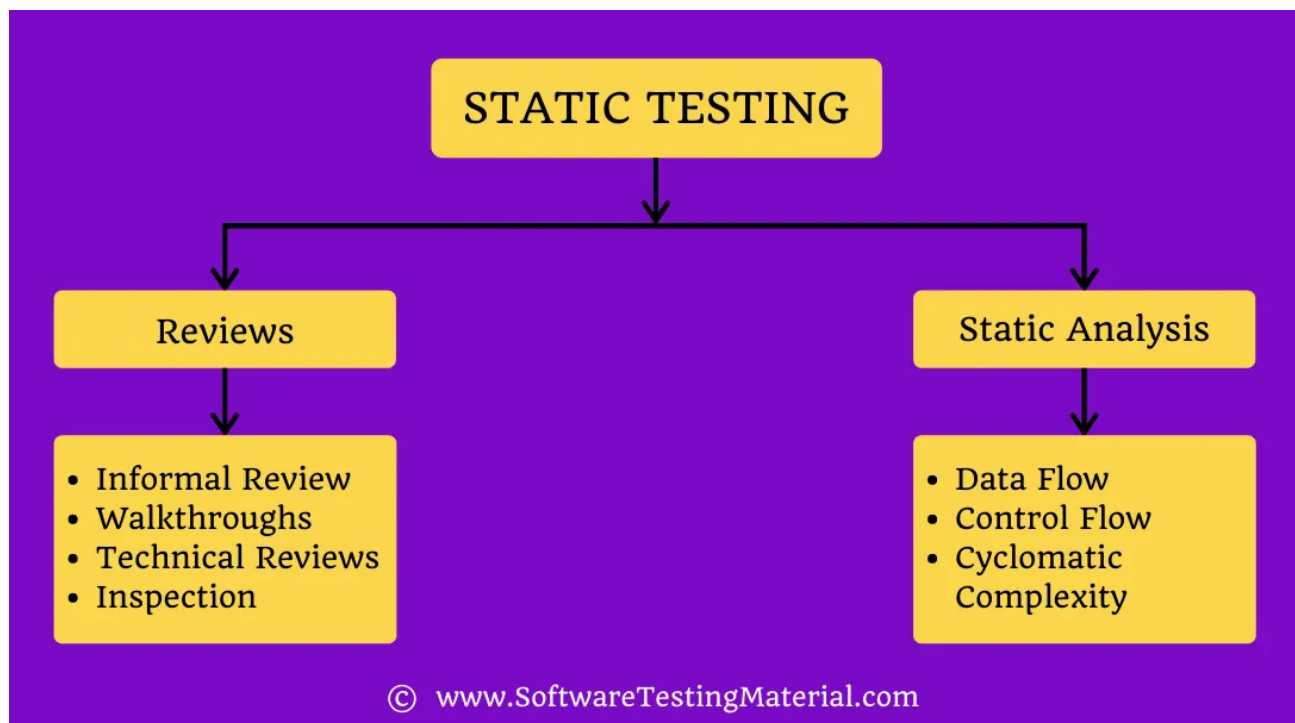 STATIC TESTING
Reviews
Static Analysis
• Informal Review
• Walkthroughs
• Technical Reviews
• Inspection
• Data Flow
• Control Flow
• Cyclomatic
Complexity
© www.SoftwareTestingMaterial.com